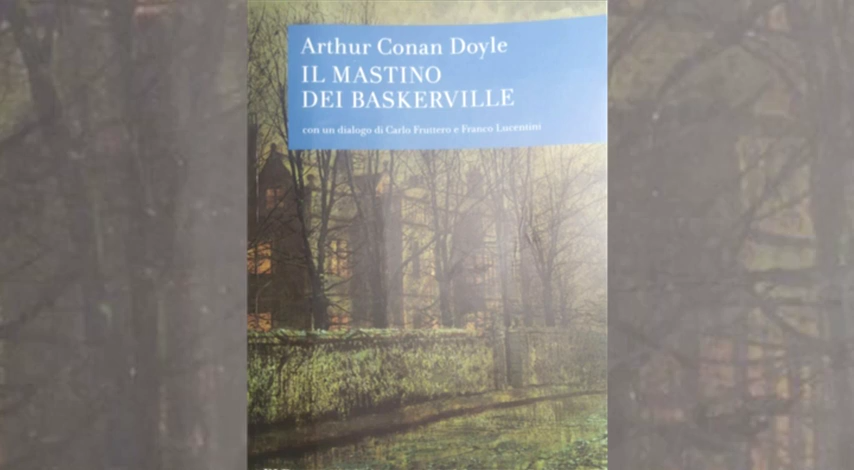 Arthur Conan Doyle
IL MASTINO
DEI BASKERVILLE
con un dialogo di Carlo Fruttero e Franco Lucentini